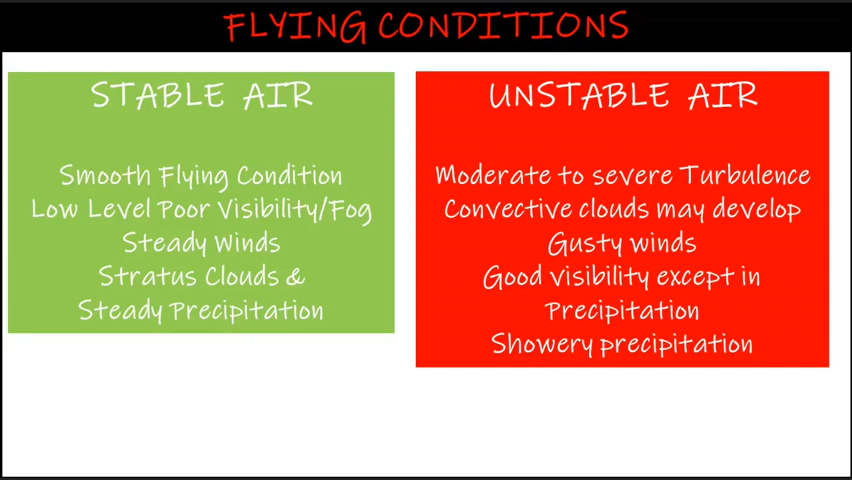 FLYING CONDITIONS
STABLE AIR
Smooth Flying Condition
Low Level Poor Visibility/Fog
Steady Winds
Stratus Clouds &
Steady Precipitation
UNSTABLE AIR
Moderate to severe Turbulence
Convective clouds may develop
Gusty winds
Good visibility except in
Precipitation
Showery precipitation